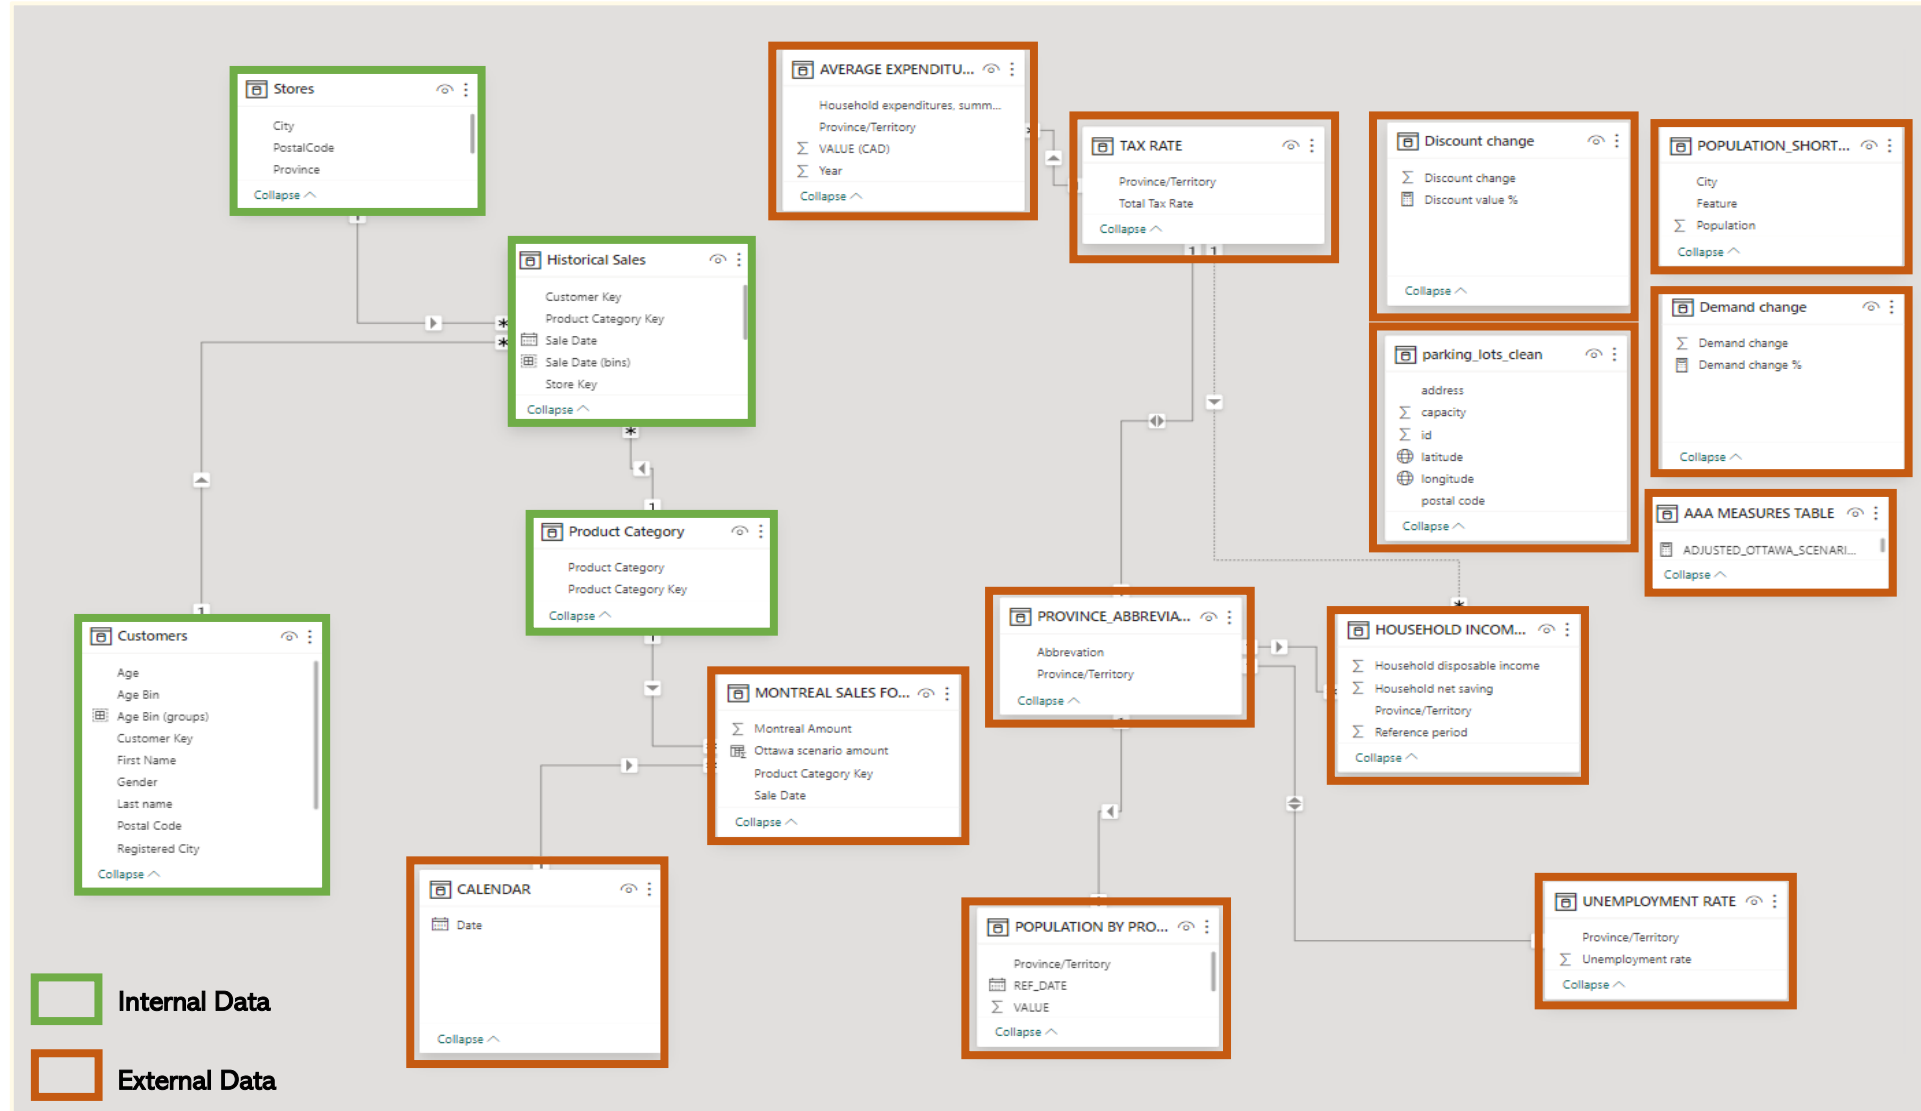 Stores
City
PostalCode
Province
Collapse
Historical Sales
Customer Key
Product Category Key
Sale Date
Sale Date (bins)
Store Key
Collapse
Product Category
Product Category
Product Category Key
Collapse
Customers
Age
Age Bin
Age Bin (groups)
Customer Key
First Name
Gender
Last name
Postal Code
Registered City
Collapse
MONTREAL SALES FO...
Montreal Amount
Ottawa scenario amount
Product Category Key
Sale Date
Collapse
CALENDAR
Date
Collapse
AVERAGE EXPENDITU...
Household expenditures, summ...
Province/Territory
VALUE (CAD)
Year
Collapse
TAX RATE
Province/Territory
Total Tax Rate
Collapse
Discount change
Discount change
Discount value %
Collapse
POPULATION_SHORT...
City
Feature
Population
Collapse
Demand change
Demand change
Demand change %
Collapse
parking_lots_clean
address
capacity
id
latitude
longitude
postal code
Collapse
AAA MEASURES TABLE
ADJUSTED_OTTAWA_SCENARI...
Collapse
PROVINCE_ABBREVIA...
Abbrevation
Province/Territory
Collapse
HOUSEHOLD INCOM...
Household disposable income
Household net saving
Province/Territory
Reference period
Collapse
POPULATION BY PRO...
Province/Territory
REF_DATE
VALUE
Collapse
UNEMPLOYMENT RATE
Province/Territory
Unemployment rate
Collapse
1
*
*
*
1
1
1
1
*
*
Internal Data
External Data